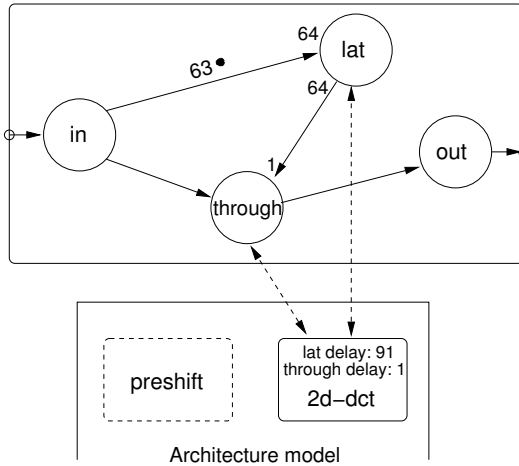 64
lat
63
64
in
out
1
through
lat delay: 91
through delay: 1
preshift
2d-dct
Architecture model